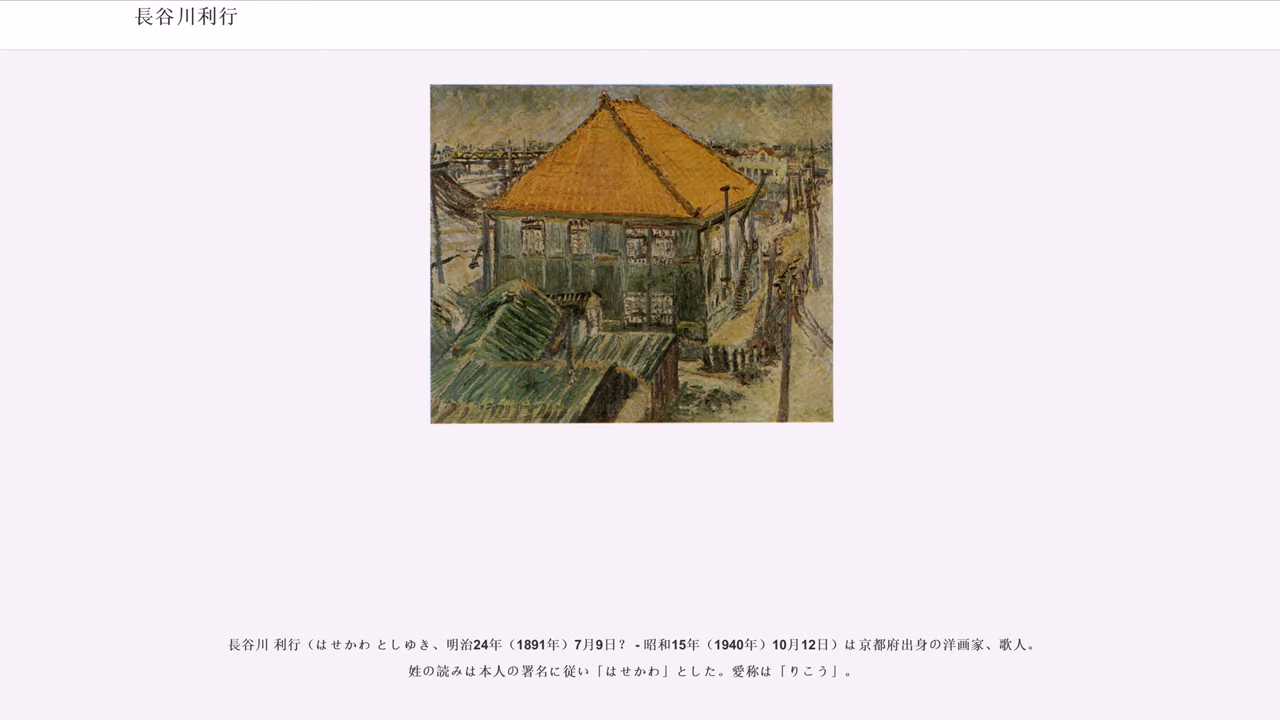 長谷川利行
長谷川 利行（はせかわ としゆき、明治24年（1891年）7月9日？ - 昭和15年（1940年）10月12日）は京都府出身の洋画家、歌人。
姓の読みは本人の署名に従い「はせかわ」とした。愛称は「りこう」。